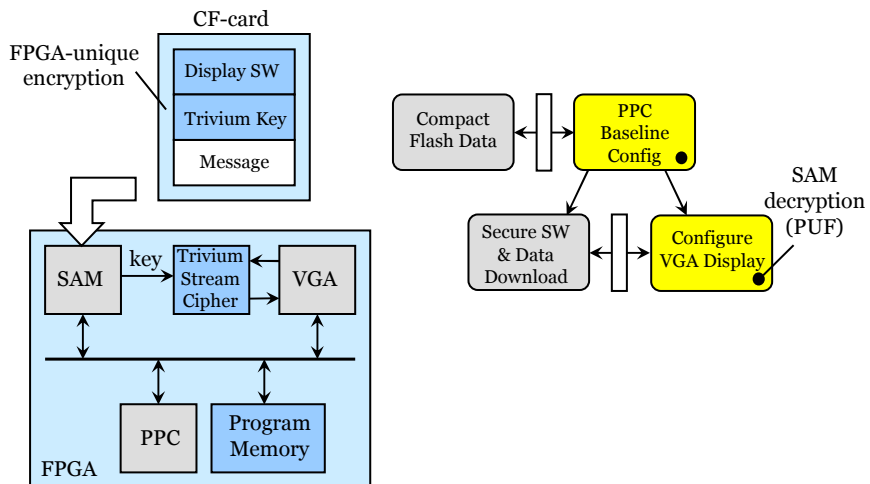 CF-card
FPGA-unique
encryption
Display SW
Trivium Key
Message
SAM
key
Trivium
Stream
Cipher
VGA
PPC
Program
Memory
FPGA
Compact
Flash Data
PPC
Baseline
Config
SAM
decryption
(PUF)
Secure SW
& Data
Download
Configure
VGA Display